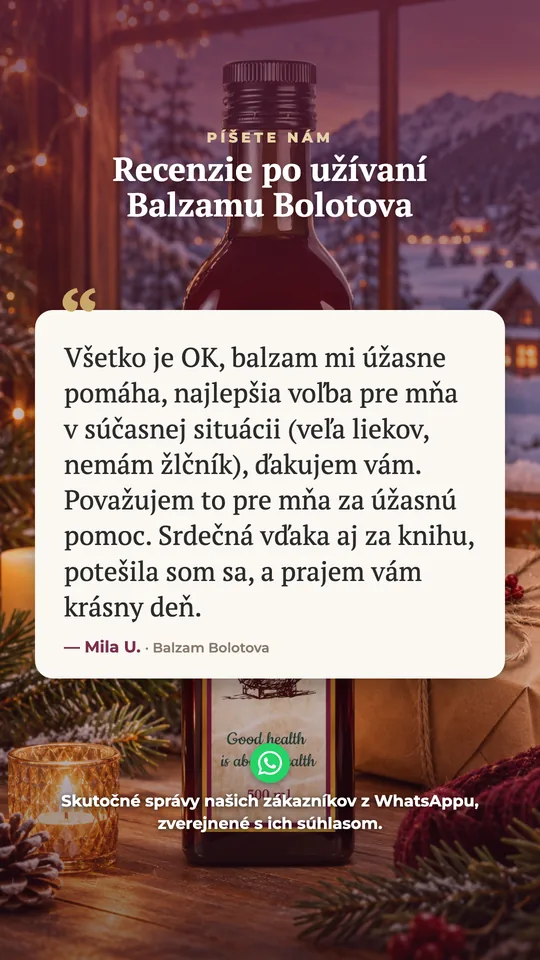 PÍŠETE NÁM
Recenzie po užívaní
Balzamu Bolotova
“
Všetko je OK, balzam mi úžasne
pomáha, najlepšia voľba pre mňa
v súčasnej situácii (veľa liekov,
nemám žlčník), ďakujem vám.
Považujem to pre mňa za úžasnú
pomoc. Srdečná vďaka aj za knihu,
potešila som sa, a prajem vám
krásny deň.
— Mila U. · Balzam Bolotova
Good health
is
Skutočné správy našich zákazníkov z WhatsAppu,
zverejnené s ich súhlasom.